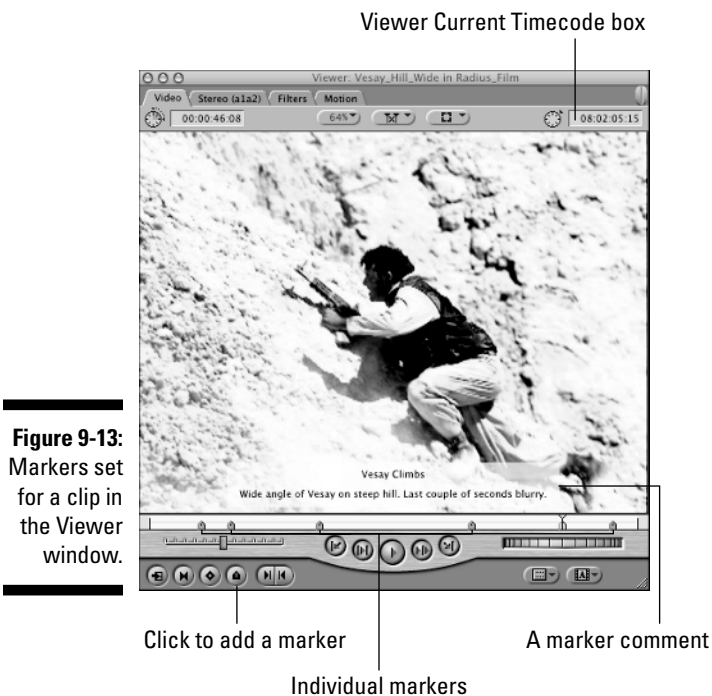 Viewer Current Timecode box
Viewer: Vesay_Hill_Wide in Radius_Film
Video Stereo (a1a2) Filters Motion
00:00:46:08 64% 08:02:05:15
Vesay Climbs
Wide angle of Vesay on steep hill. Last couple of seconds blurry.
Figure 9-13:
Markers set
for a clip in
the Viewer
window.
Click to add a marker
A marker comment
Individual markers